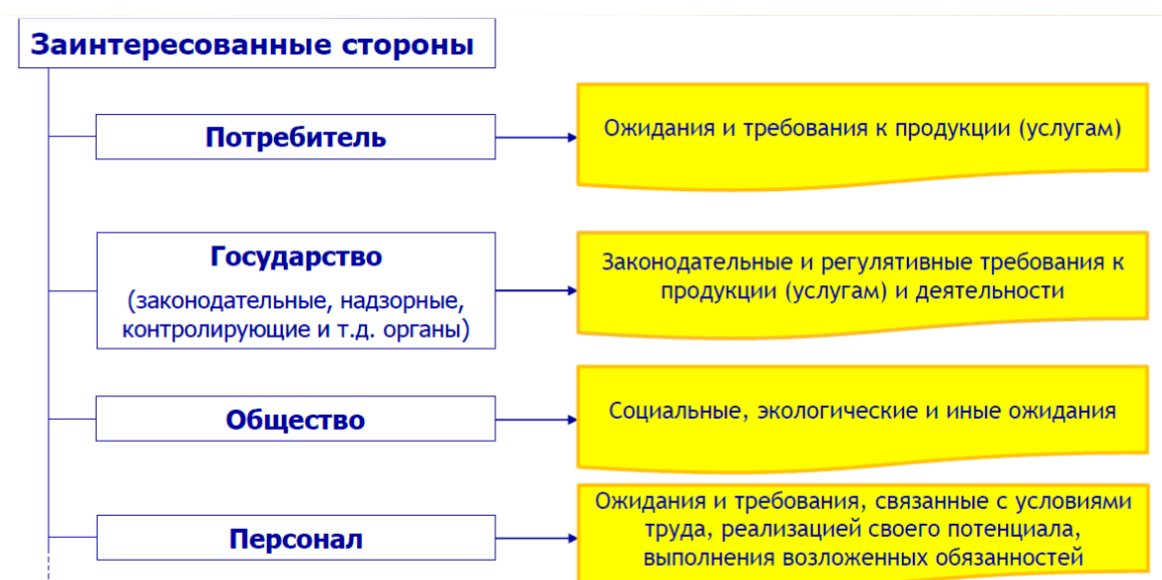 Заинтересованные стороны
Потребитель
Ожидания и требования к продукции (услугам)
Государство
(законодательные, надзорные,
контролирующие и т.д. органы)
Законодательные и регулятивные требования к
продукции (услугам) и деятельности
Общество
Социальные, экологические и иные ожидания
Персонал
Ожидания и требования, связанные с условиями
труда, реализацией своего потенциала,
выполнения возложенных обязанностей